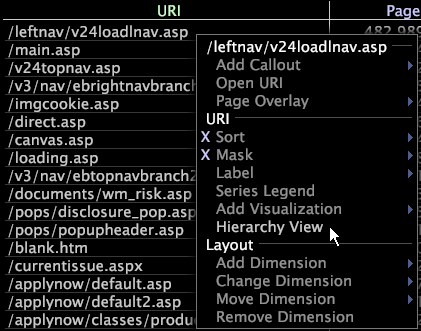 URI Page
/leftnav/v24loadlnav.asp 482,989
/main.asp
/v24topnav.asp
/v3/nav/ebrightnavbranch
/imgcookie.asp
/direct.asp
/canvas.asp
/loading.asp
/v3/nav/ebtopnavbranch2
/documents/wm_risk.asp
/pops/disclosure_pop.asp
/pops/popupheader.asp
/blank.htm
/currentissue.aspx
/applynow/default.asp
/applynow/default2.asp
/applynow/classes/produc
/leftnav/v24loadlnav.asp
Add Callout
Open URI
Page Overlay
URI
X Sort
X Mask
Label
Series Legend
Add Visualization
Hierarchy View
Layout
Add Dimension
Change Dimension
Move Dimension
Remove Dimension